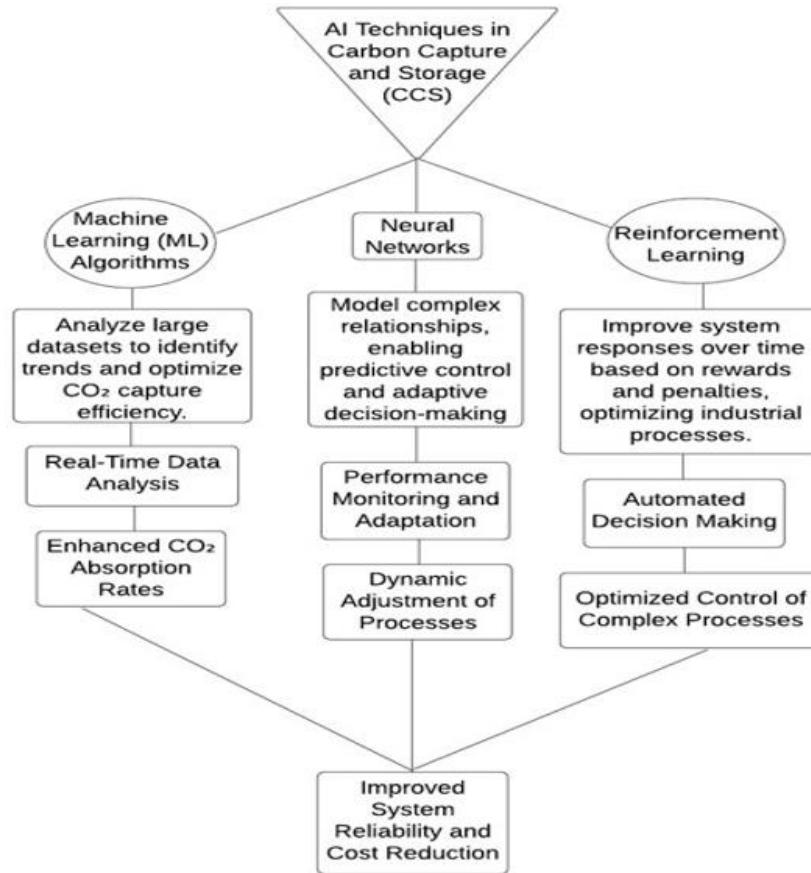 AI Techniques in
Carbon Capture
and Storage
(CCS)
Machine
Learning (ML)
Algorithms
Neural
Networks
Reinforcement
Learning
Analyze large
datasets to identify
trends and optimize
CO₂ capture
efficiency.
Model complex
relationships,
enabling
predictive control
and adaptive
decision-making
Improve system
responses over time
based on rewards
and penalties,
optimizing industrial
processes.
Real-Time Data
Analysis
Performance
Monitoring and
Adaptation
Automated
Decision Making
Enhanced CO₂
Absorption
Rates
Dynamic
Adjustment of
Processes
Optimized Control of
Complex Processes
Improved
System
Reliability and
Cost Reduction